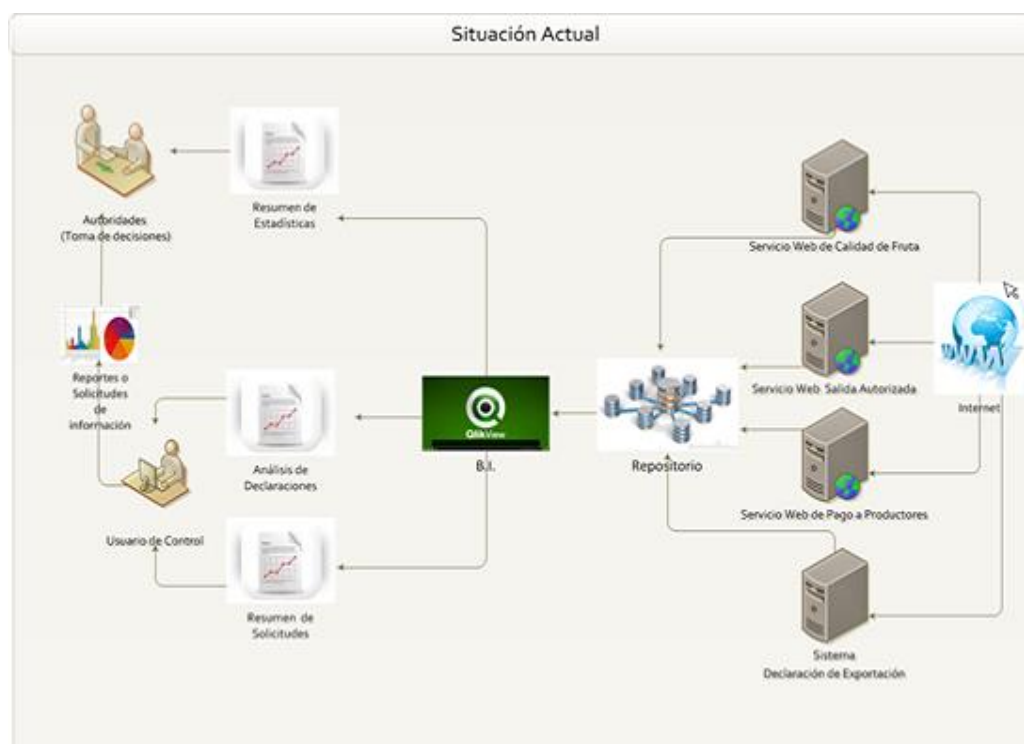 Situación Actual
Autoridades
(Toma de decisiones)
Resumen de
Estadísticas
Servicio Web de Calidad de Fruta
Reportes o
Solicitudes
de
información
Servicio Web Salida Autorizada
www
Internet
QlikView
B.I.
Repositorio
Análisis de
Declaraciones
Servicio Web de Pago a Productores
Usuario de Control
Resumen de
Solicitudes
Sistema
Declaración de Exportación